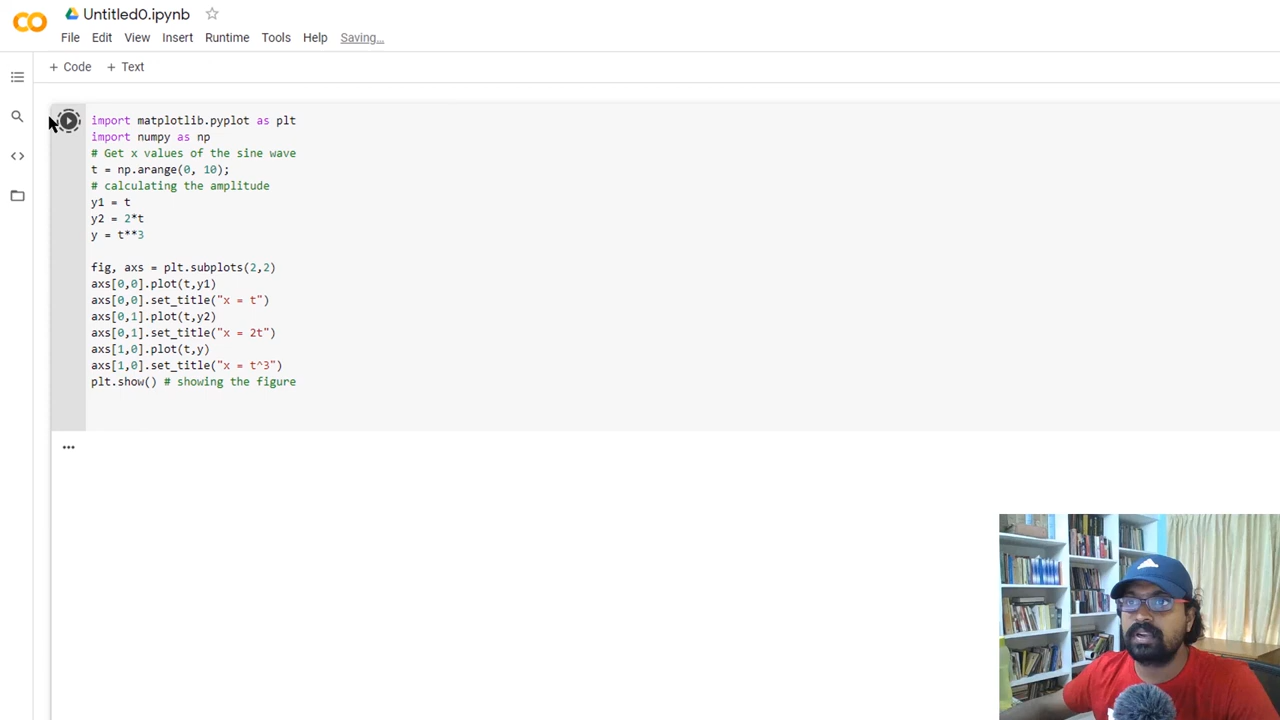 CO
Untitled0.ipynb
File Edit View Insert Runtime Tools Help Saving...
+ Code + Text
import matplotlib.pyplot as plt
import numpy as np
# Get x values of the sine wave
t = np.arange(0, 10);
# calculating the amplitude
y1 = t
y2 = 2*t
y = t**3
fig, axs = plt.subplots(2,2)
axs[0,0].plot(t,y1)
axs[0,0].set_title("x = t")
axs[0,1].plot(t,y2)
axs[0,1].set_title("x = 2t")
axs[1,0].plot(t,y)
axs[1,0].set_title("x = t^3")
plt.show() # showing the figure